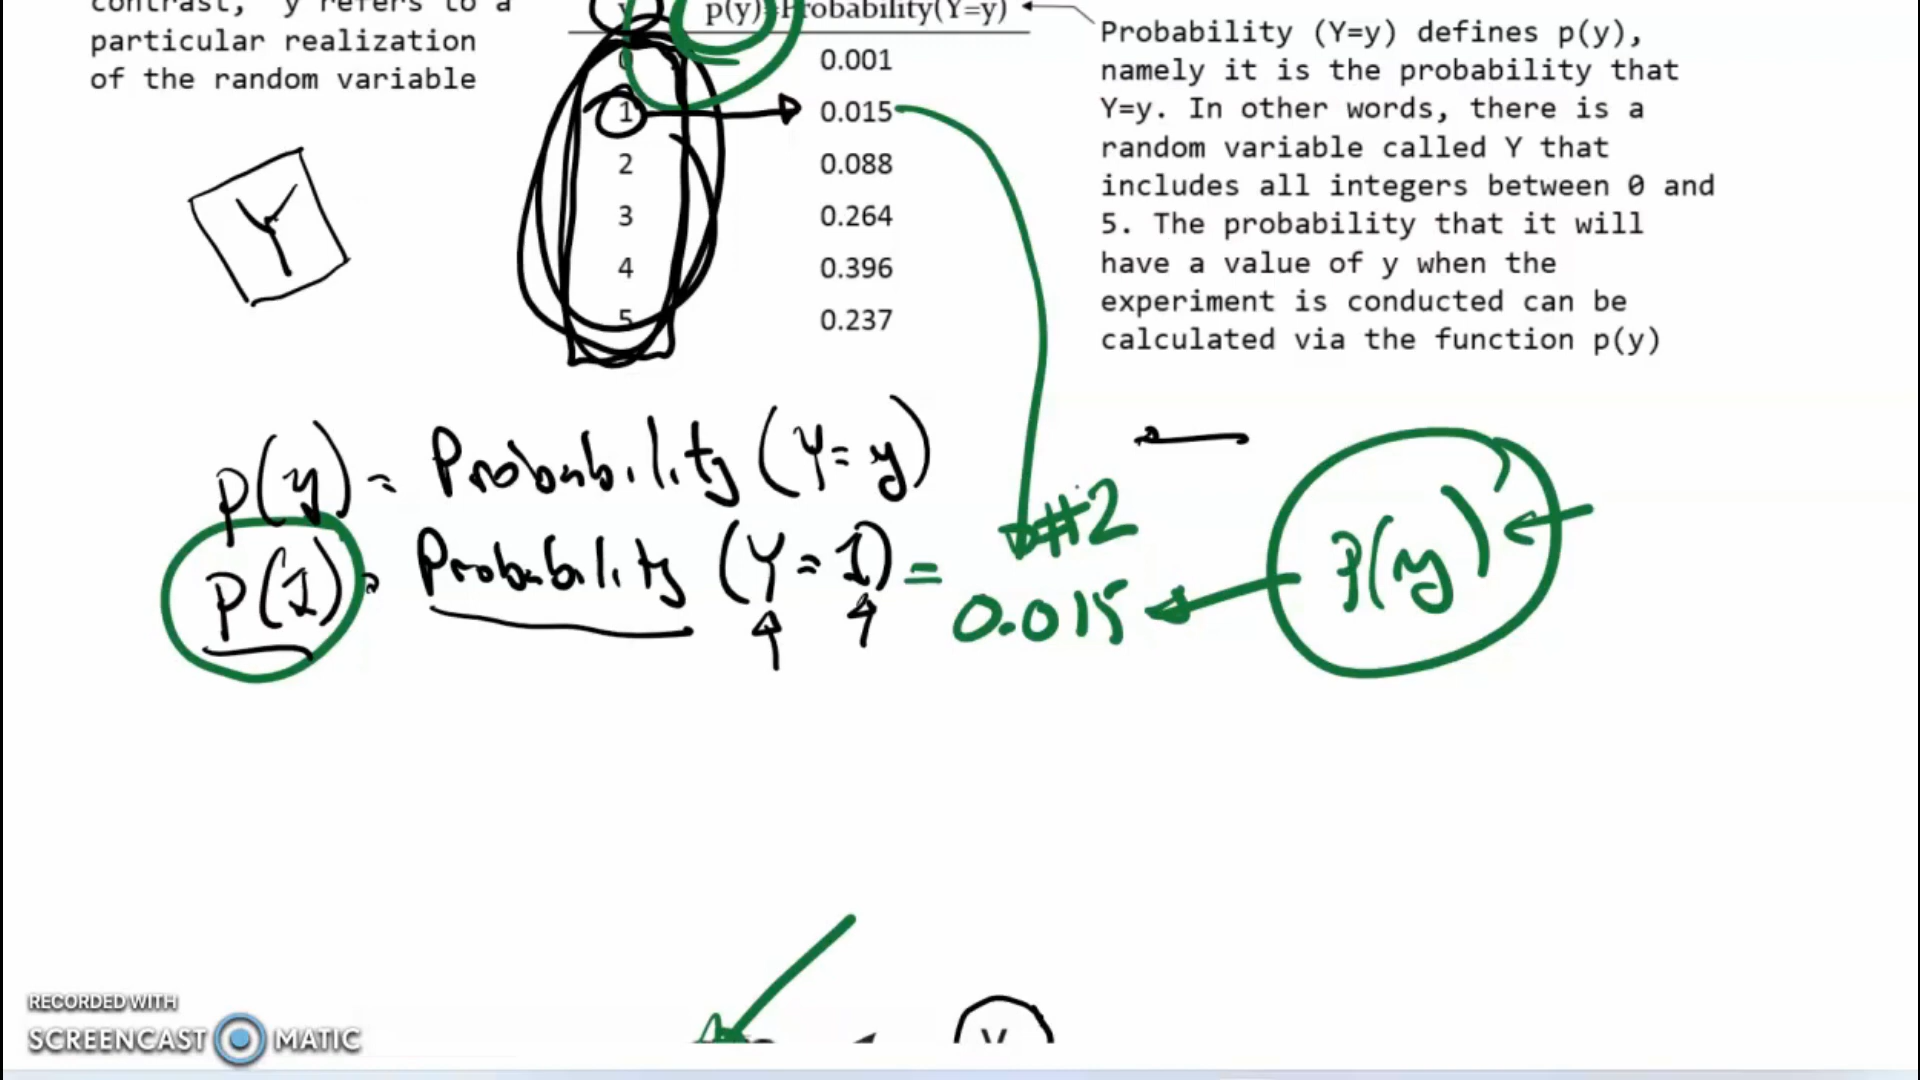 contrast, y refers to a
particular realization
of the random variable
y p(y)=Probability(Y=y)
0 0.001
1 0.015
2 0.088
3 0.264
4 0.396
5 0.237
Probability (Y=y) defines p(y),
namely it is the probability that
Y=y. In other words, there is a
random variable called Y that
includes all integers between 0 and
5. The probability that it will
have a value of y when the
experiment is conducted can be
calculated via the function p(y)
Y
p(y) = Probability (Y = y)
p(1) = Probability (Y = 1) =
#2
0.015
p(y)
Y
RECORDED WITH
SCREENCAST MATIC